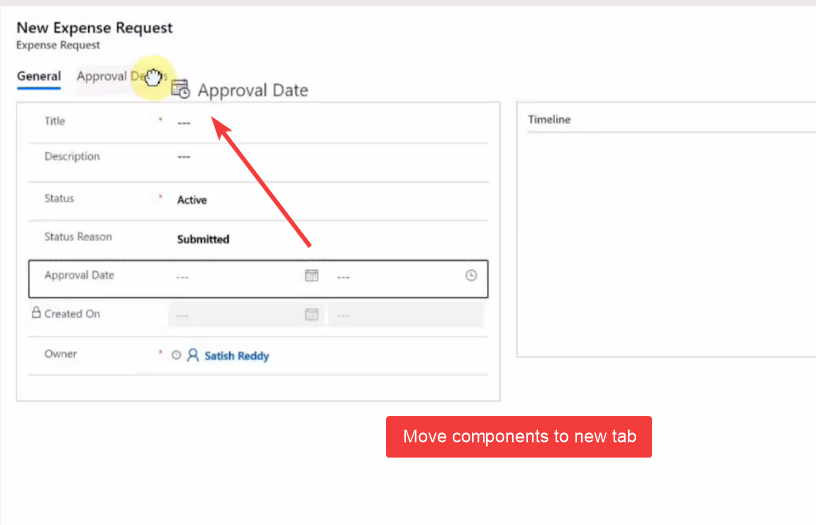 New Expense Request
Expense Request
General Approval De
Approval Date
Title * ---
Description ---
Status * Active
Status Reason Submitted
Approval Date --- ---
Created On --- ---
Owner * Satish Reddy
Timeline
Move components to new tab